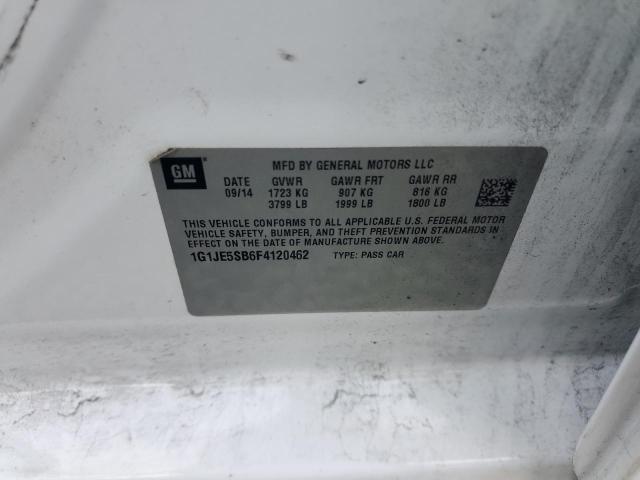 GM
MFD BY GENERAL MOTORS LLC
DATE GVWR GAWR FRT GAWR RR
09/14 1723 KG 907 KG 816 KG
3799 LB 1999 LB 1800 LB
THIS VEHICLE CONFORMS TO ALL APPLICABLE U.S. FEDERAL MOTOR
VEHICLE SAFETY, BUMPER, AND THEFT PREVENTION STANDARDS IN
EFFECT ON THE DATE OF MANUFACTURE SHOWN ABOVE.
1G1JE5SB6F4120462 TYPE: PASS CAR